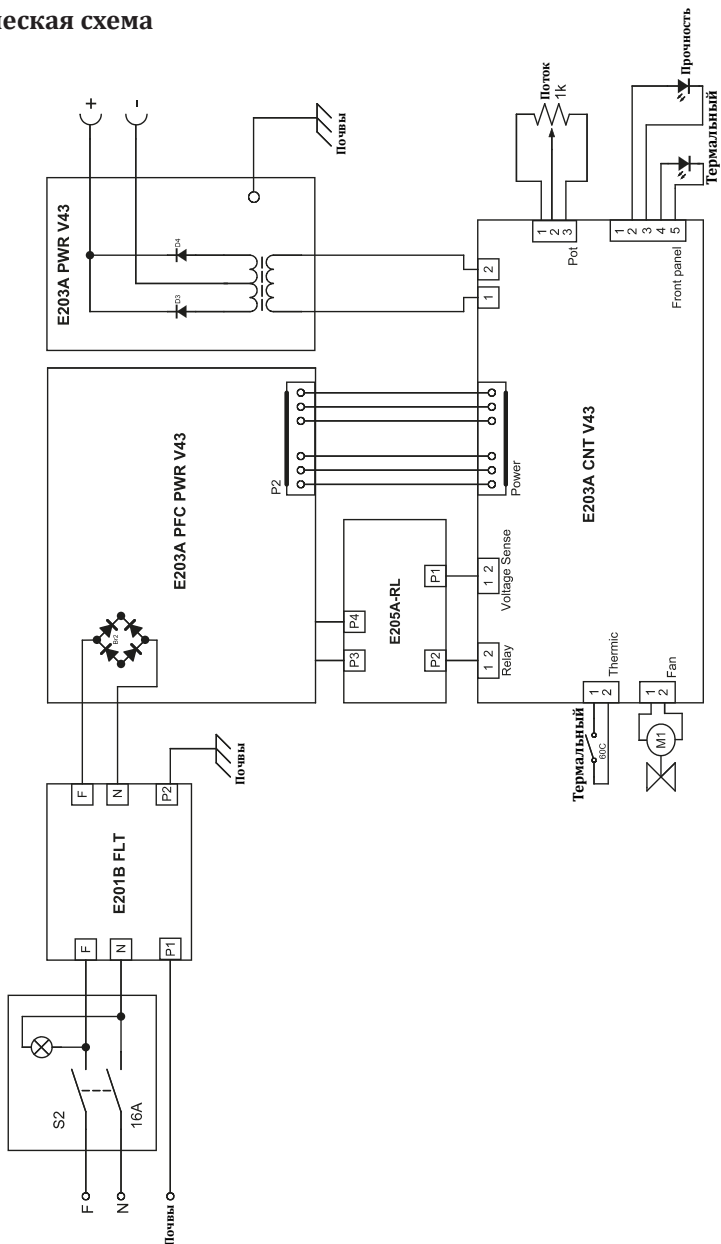 еская схема
+
-
Почвы
E203A PWR V43
D4
D3
Поток
1k
Прочность
Термальный
1
2
3
Pot
1
2
3
4
5
Front panel
2
1
E203A PFC PWR V43
Br2
P2
Power
E203A CNT V43
P4
P3
E205A-RL
P1
P2
1 2
Voltage Sense
1 2
Relay
Термальный
60C
1
2
Thermic
M1
1
2
Fan
Почвы
F
N
P2
E201B FLT
F
N
P1
S2
16A
F
N
Почвы